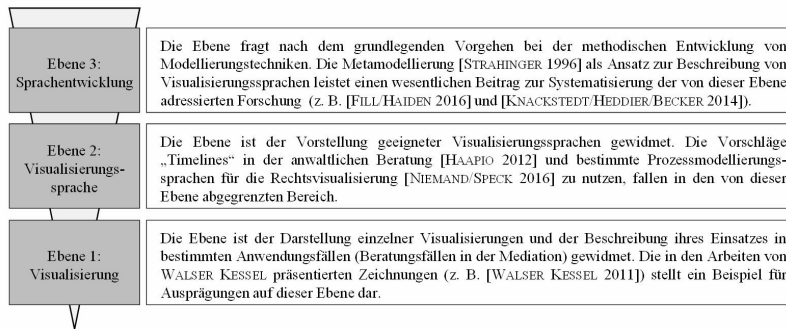 Ebene 3:
Sprachentwicklung
Die Ebene fragt nach dem grundlegenden Vorgehen bei der methodischen Entwicklung von
Modellierungstechniken. Die Metamodellierung [STRAHINGER 1996] als Ansatz zur Beschreibung von
Visualisierungssprachen leistet einen wesentlichen Beitrag zur Systematisierung der von dieser Ebene
adressierten Forschung (z. B. [FILL/HAIDEN 2016] und [KNACKSTEDT/HEDDIER/BECKER 2014]).
Ebene 2:
Visualisierungs-
sprache
Die Ebene ist der Vorstellung geeigneter Visualisierungssprachen gewidmet. Die Vorschläge
„Timelines“ in der anwaltlichen Beratung [HAAPIO 2012] und bestimmte Prozessmodellierungs-
sprachen für die Rechtsvisualisierung [NIEMAND/SPECK 2016] zu nutzen, fallen in den von dieser
Ebene abgegrenzten Bereich.
Ebene 1:
Visualisierung
Die Ebene ist der Darstellung einzelner Visualisierungen und der Beschreibung ihres Einsatzes in
bestimmten Anwendungsfällen (Beratungsfällen in der Mediation) gewidmet. Die in den Arbeiten von
WALSER KESSEL präsentierten Zeichnungen (z. B. [WALSER KESSEL 2011]) stellt ein Beispiel für
Ausprägungen auf dieser Ebene dar.